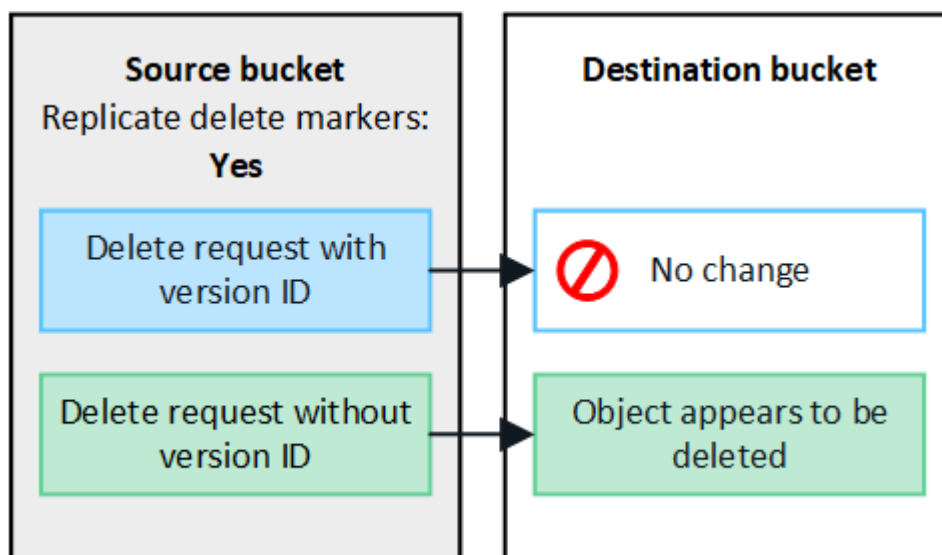 Source bucket
Replicate delete markers:
Yes
Delete request with
version ID
Delete request without
version ID
Destination bucket
No change
Object appears to be
deleted